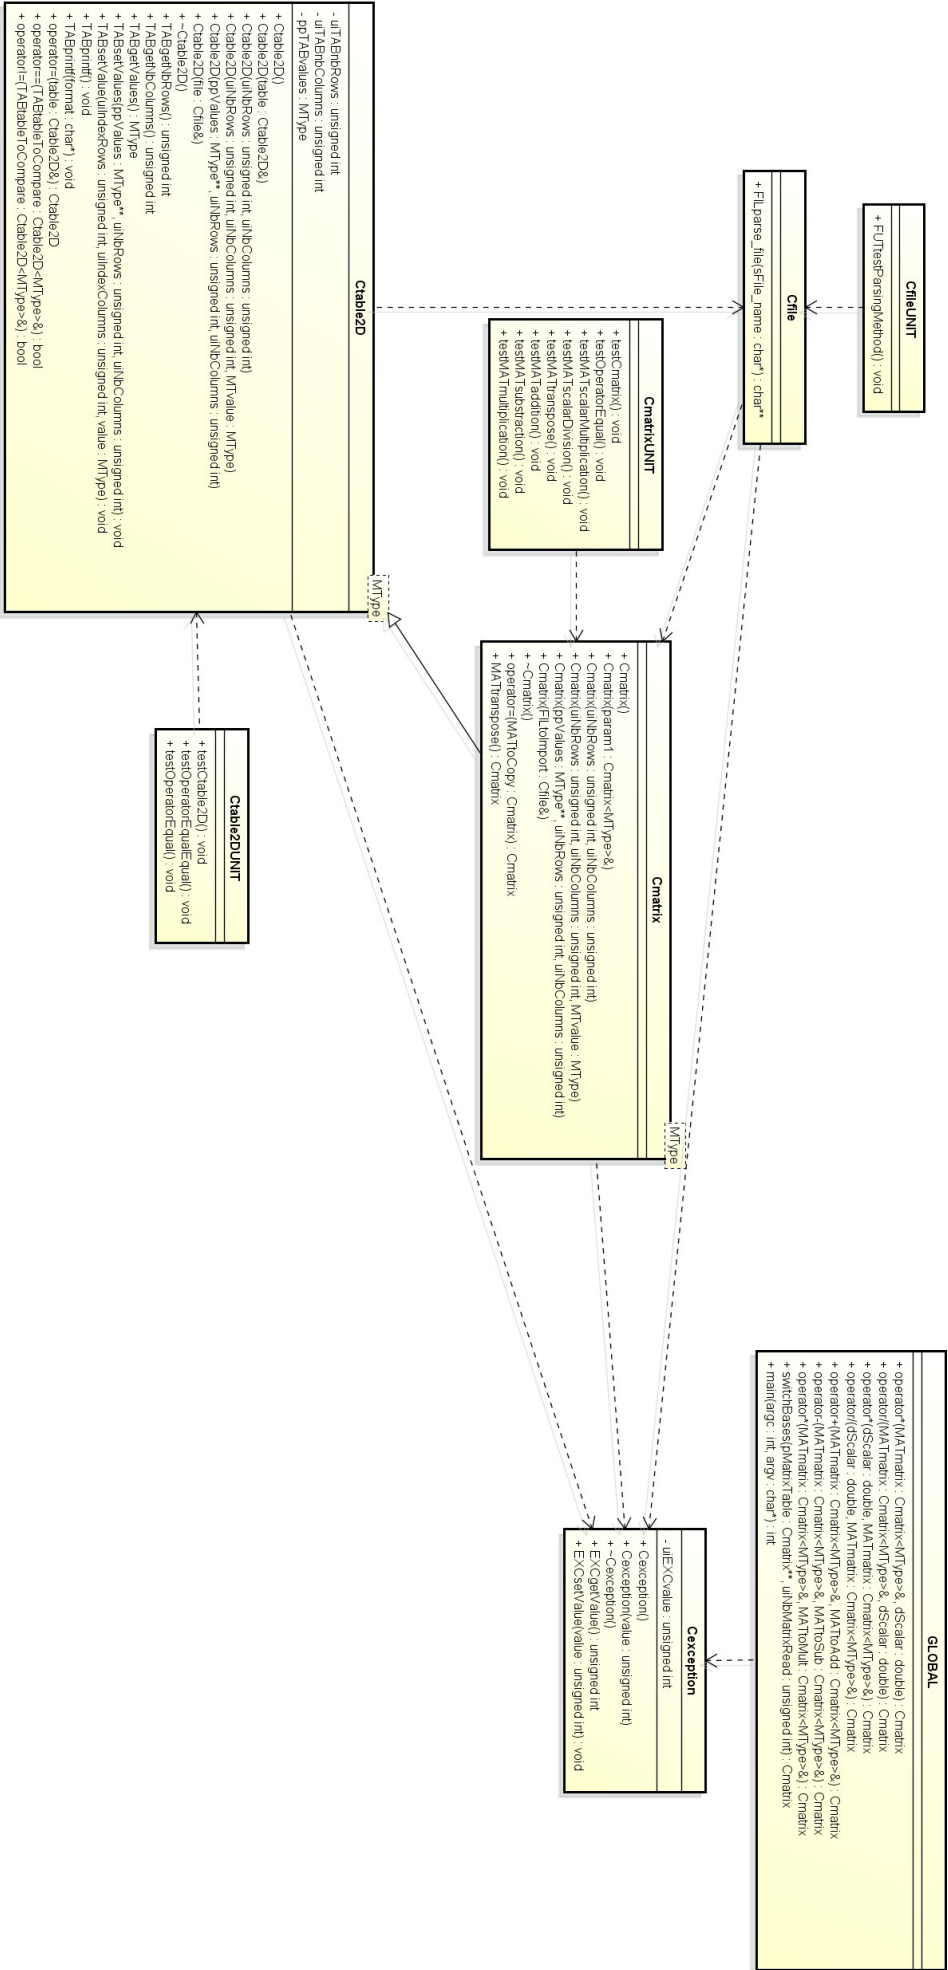 CfileUNIT
+ FUTtestParsingMethod() : void
Cfile
+ FILparse_file(sFile_name : char*) : char**
CmatrixUNIT
+ testCmatrix() : void
+ testOperatorEqual() : void
+ testMATscalarMultiplication() : void
+ testMATscalarDivision() : void
+ testMATtranspose() : void
+ testMATaddtion() : void
+ testMATsubstraction() : void
+ testMATmultiplication() : void
Ctable2D
MType
- uiTABnbRows : unsigned int
- uiTABnbColumns : unsigned int
- ppTABvalues : MType
+ Ctable2D()
+ Ctable2D(table : Ctable2D&)
+ Ctable2D(uiNbRows : unsigned int, uiNbColumns : unsigned int)
+ Ctable2D(uiNbRows : unsigned int, uiNbColumns : unsigned int, MTvalue : MType)
+ Ctable2D(ppValues : MType**, uiNbRows : unsigned int, uiNbColumns : unsigned int)
+ Ctable2D(file : Cfile&)
+ ~Ctable2D()
+ TABgetNbRows() : unsigned int
+ TABgetNbColumns() : unsigned int
+ TABgetValues() : MType
+ TABsetValues(ppValues : MType**, uiNbRows : unsigned int, uiNbColumns : unsigned int) : void
+ TABsetValue(uiIndexRows : unsigned int, uiIndexColumns : unsigned int, value : MType) : void
+ TABprintf() : void
+ TABprintf(format : char*) : void
+ operator=(table : Ctable2D&) : Ctable2D
+ operator==(TABtableToCompare : Ctable2D<MType>&) : bool
+ operator!=(TABtableToCompare : Ctable2D<MType>&) : bool
Cmatrix
MType
+ Cmatrix()
+ Cmatrix(param1 : Cmatrix<MType>&)
+ Cmatrix(uiNbRows : unsigned int, uiNbColumns : unsigned int)
+ Cmatrix(uiNbRows : unsigned int, uiNbColumns : unsigned int, MTvalue : MType)
+ Cmatrix(ppValues : MType**, uiNbRows : unsigned int, uiNbColumns : unsigned int)
+ Cmatrix(FILtoImport : Cfile&)
+ ~Cmatrix()
+ operator=(MATtoCopy : Cmatrix) : Cmatrix
+ MATtranspose() : Cmatrix
Ctable2DUNIT
+ testCtable2D() : void
+ testOperatorEqualEqual() : void
+ testOperatorEqual() : void
GLOBAL
+ operator*(MATmatrix : Cmatrix<MType>&, dScalar : double) : Cmatrix
+ operator/(MATmatrix : Cmatrix<MType>&, dScalar : double) : Cmatrix
+ operator*(dScalar : double, MATmatrix : Cmatrix<MType>&) : Cmatrix
+ operator/(dScalar : double, MATmatrix : Cmatrix<MType>&) : Cmatrix
+ operator+(MATmatrix : Cmatrix<MType>&, MATtoAdd : Cmatrix<MType>&) : Cmatrix
+ operator-(MATmatrix : Cmatrix<MType>&, MATtoSub : Cmatrix<MType>&) : Cmatrix
+ operator*(MATmatrix : Cmatrix<MType>&, MATtoMult : Cmatrix<MType>&) : Cmatrix
+ switchBases(pMatrixTable : Cmatrix**, uiNbMatrixRead : unsigned int) : Cmatrix
+ main(argc : int, argv : char*) : int
Cexception
- uiEXCvalue : unsigned int
+ Cexception()
+ Cexception(value : unsigned int)
+ ~Cexception()
+ EXCgetValue() : unsigned int
+ EXCsetValue(value : unsigned int) : void